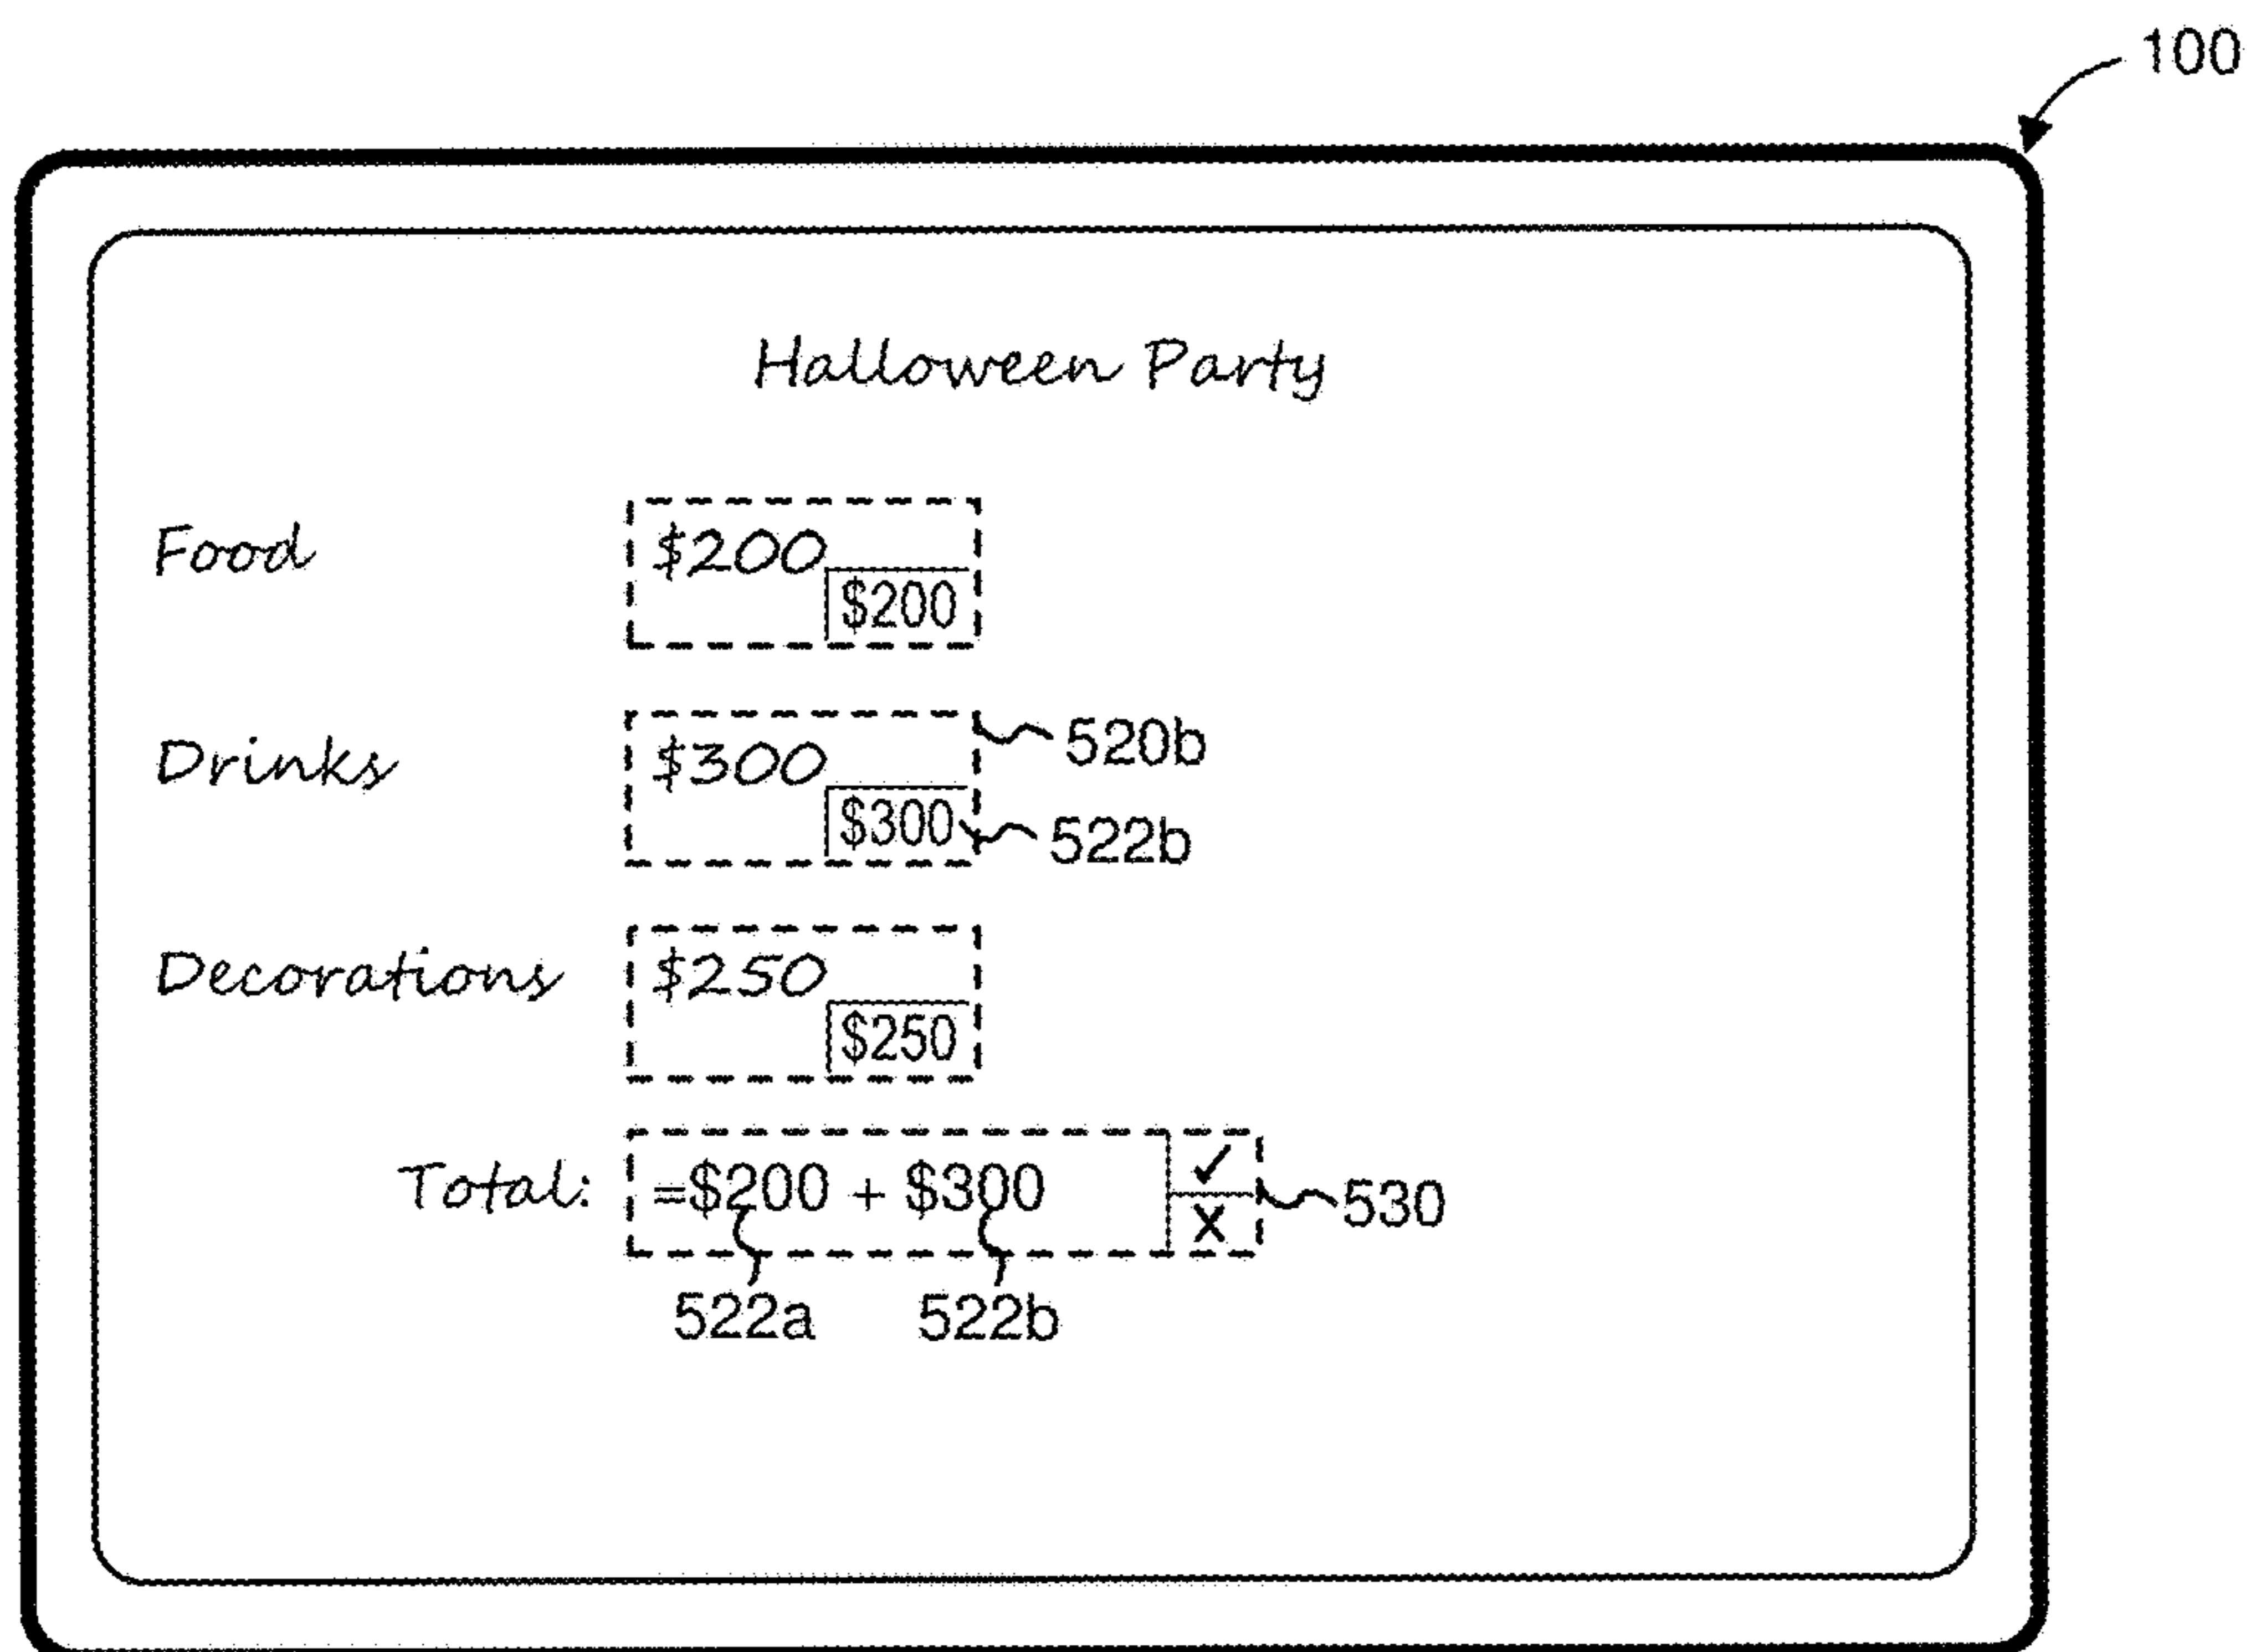 100
Halloween Party
Food $200
$200
Drinks $300 520b
$300 522b
Decorations $250
$250
Total: =$200 + $300 ✓ 530
X
522a 522b